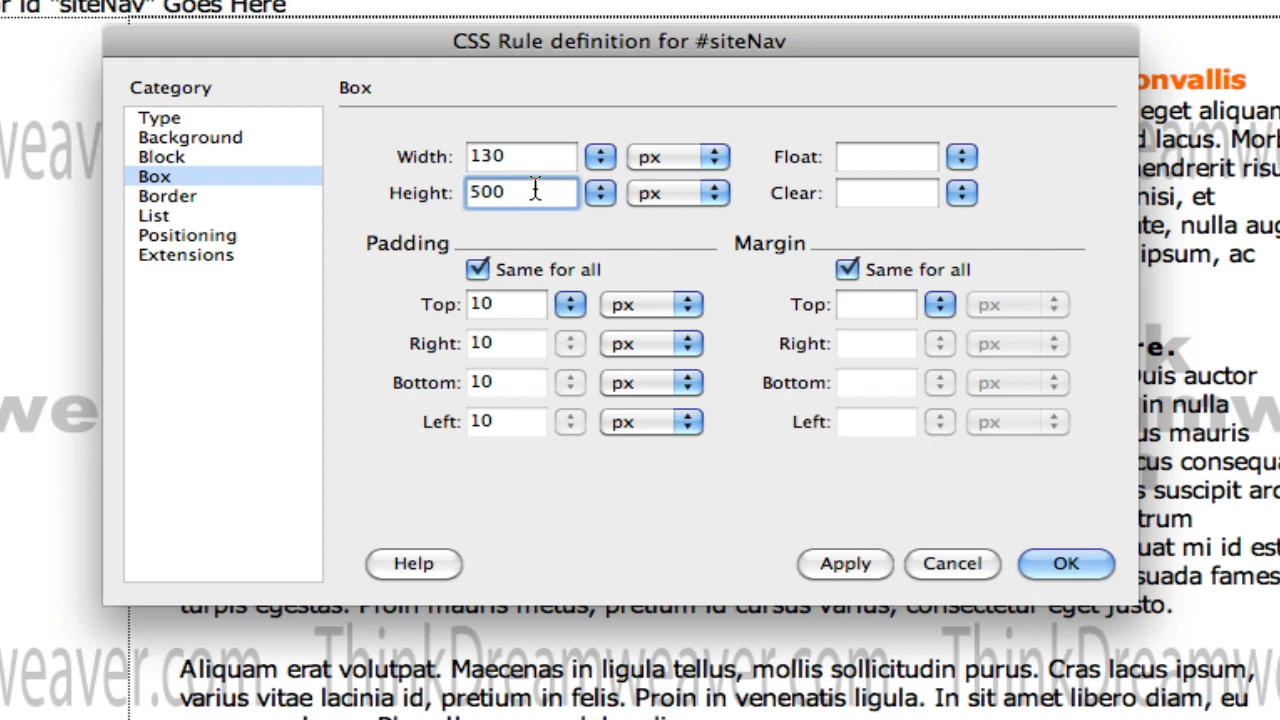 or id "siteNav" Goes Here
CSS Rule definition for #siteNav
Category
Box
Type
Background
Block
Box
Border
List
Positioning
Extensions
Width: 130 px Float:
Height: 500 px Clear:
Padding Margin
Same for all Same for all
Top: 10 px Top: px
Right: 10 px Right: px
Bottom: 10 px Bottom: px
Left: 10 px Left: px
Help Apply Cancel OK
onvallis
eget aliquan
d lacus. Mor
endrerit risu
nisi, et
te, nulla aug
ipsum, ac
re.
uis auctor
in nulla
us mauris
cus consequa
s suscipit arc
trum
uat mi id est
suada fames
turpis egestas. Proin mauris metus, pretium id cursus varius, consectetur eget justo.
Aliquam erat volutpat. Maecenas in ligula tellus, mollis sollicitudin purus. Cras lacus ipsum,
varius vitae lacinia id, pretium in felis. Proin in venenatis ligula. In sit amet libero diam, eu
weaver.com ThinkDreamweaver.com ThinkDreamw